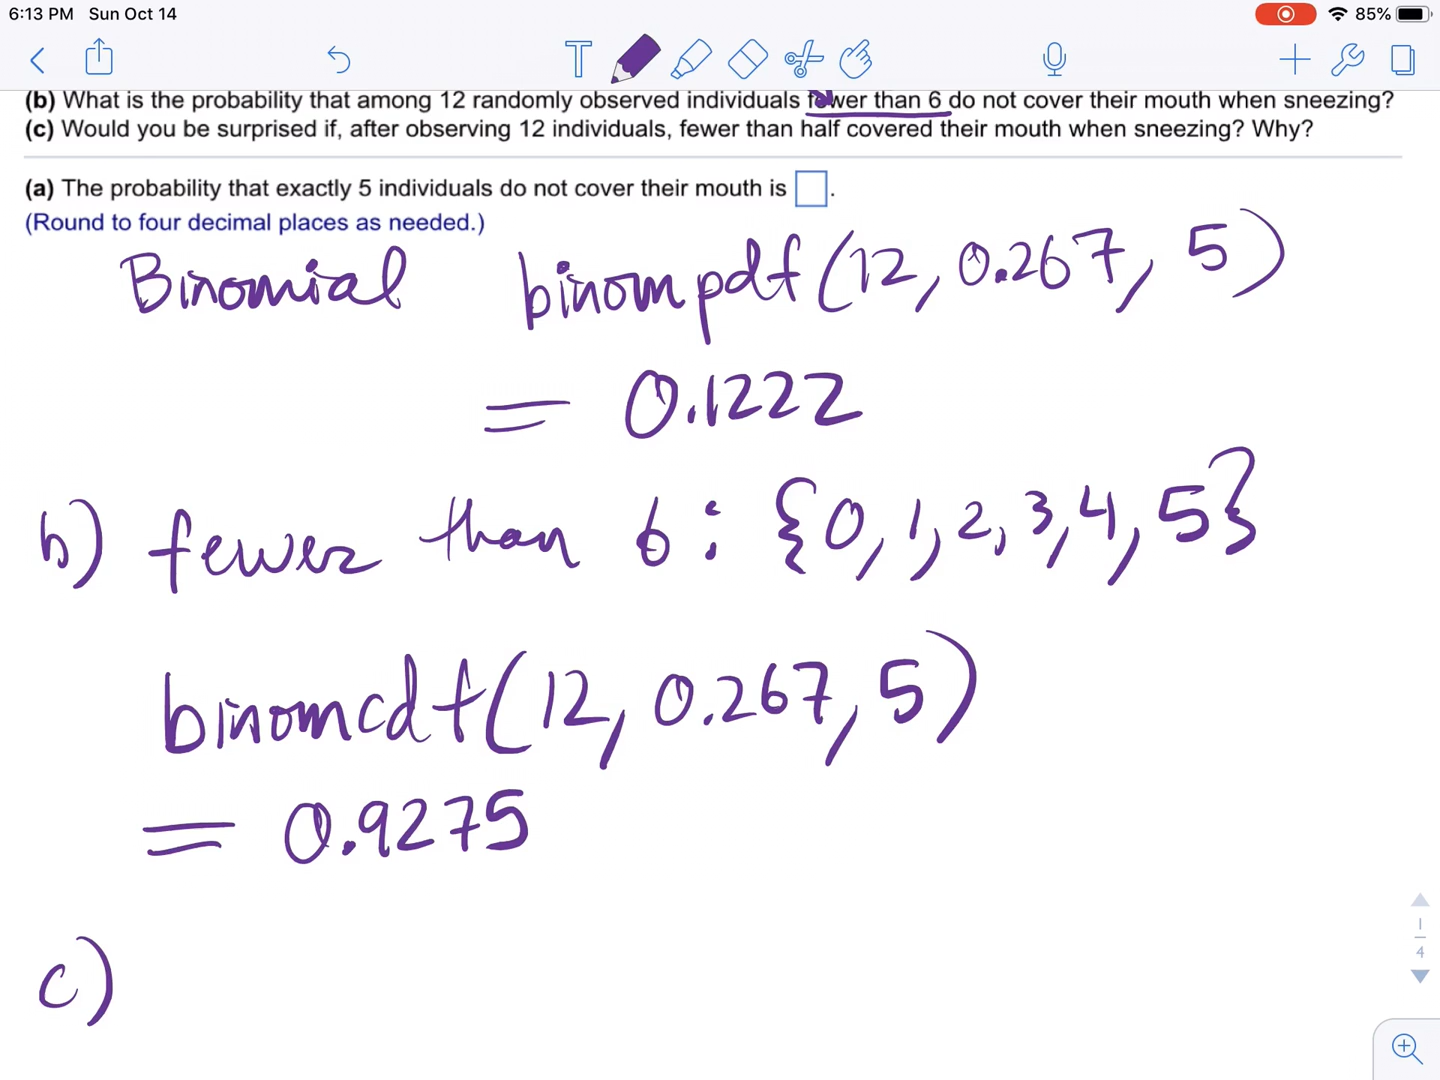 6:13 PM Sun Oct 14
85%
T
(b) What is the probability that among 12 randomly observed individuals fewer than 6 do not cover their mouth when sneezing?
(c) Would you be surprised if, after observing 12 individuals, fewer than half covered their mouth when sneezing? Why?
(a) The probability that exactly 5 individuals do not cover their mouth is .
(Round to four decimal places as needed.)
Binomial binompdf(12, 0.267, 5)
= 0.1222
b) fewer than 6 : {0, 1, 2, 3, 4, 5}
binomcdf(12, 0.267, 5)
= 0.9275
c)
1
4